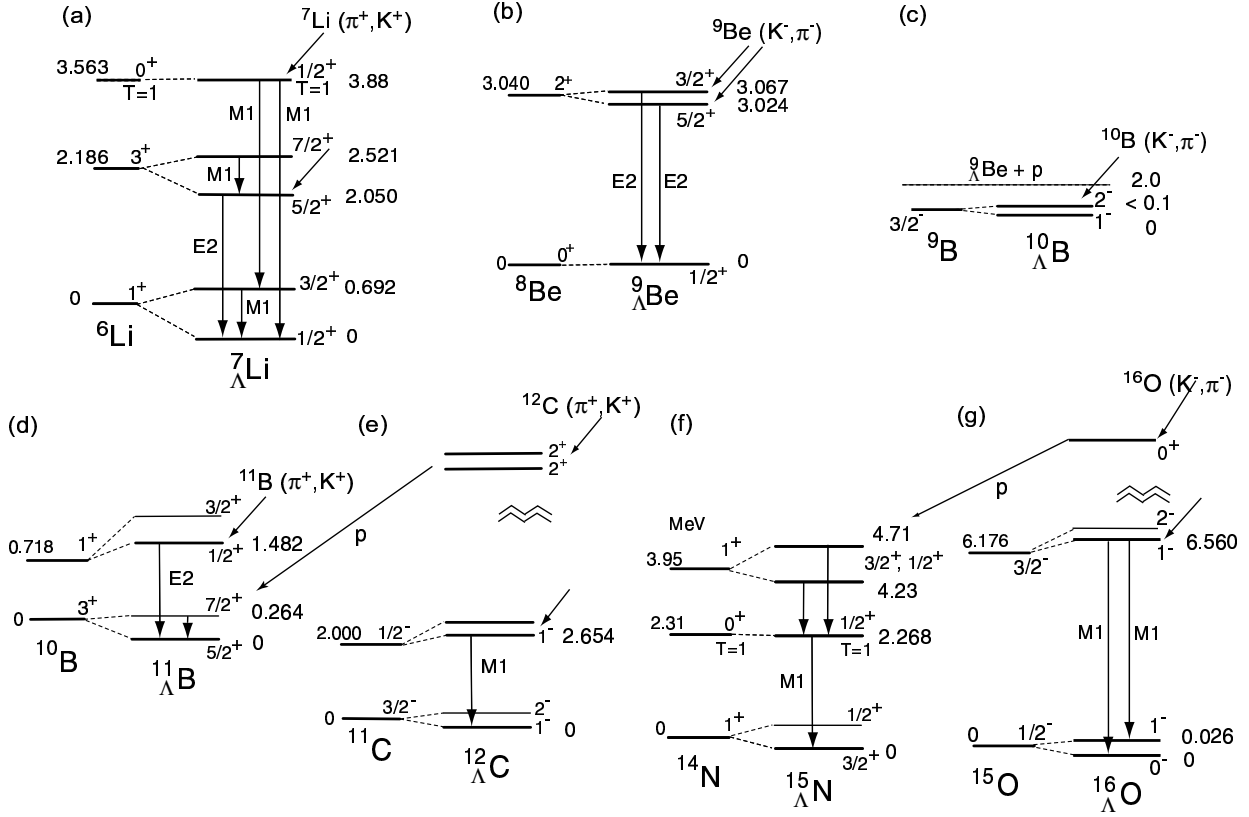 (a)
⁷Li (π⁺,K⁺)
3.563 0⁺ 1/2⁺
T=1 T=1 3.88
M1 M1
7/2⁺
2.186 3⁺ 2.521
M1
2.050
5/2⁺
E2
3/2⁺ 0.692
0 1⁺
M1
⁶Li 1/2⁺ 0
⁷ΛLi
(b)
⁹Be (K⁻,π⁻)
3.040 2⁺ 3/2⁺ 3.067
3.024
5/2⁺
E2 E2
0 0⁺ 0
1/2⁺
⁸Be ⁹ΛBe
(c)
¹⁰B (K⁻,π⁻)
⁹ΛBe + p 2.0
2⁻ < 0.1
3/2⁻ 1⁻ 0
⁹B ¹⁰ΛB
(d)
¹¹B (π⁺,K⁺)
3/2⁺
0.718 1⁺ 1/2⁺ 1.482
E2
0 3⁺ 7/2⁺ 0.264
0
5/2⁺
¹⁰B ¹¹ΛB
(e)
¹²C (π⁺,K⁺)
2⁺
2⁺
p
2.000 1/2⁻ 1⁻ 2.654
M1
0 3/2⁻ 2⁻
1⁻ 0
¹¹C ¹²ΛC
(f)
MeV
4.71
3.95 1⁺ 3/2⁺, 1/2⁺
4.23
2.31 0⁺ 1/2⁺
T=1 T=1 2.268
M1
0 1⁺ 1/2⁺
3/2⁺ 0
¹⁴N ¹⁵ΛN
(g)
¹⁶O (K⁻,π⁻)
0⁺
p
2⁻
6.176 1⁻ 6.560
3/2⁻
M1 M1
0 1/2⁻ 1⁻ 0.026
0⁻ 0
¹⁵O ¹⁶ΛO